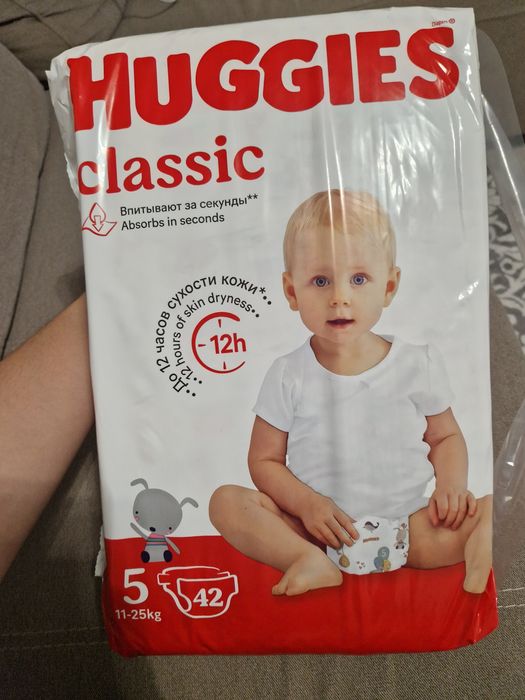 HUGGIES
classic
Впитывают за секунды**
Absorbs in seconds
До 12 часов сухости кожи*
12 hours of skin dryness
12h
5
42
11-25kg